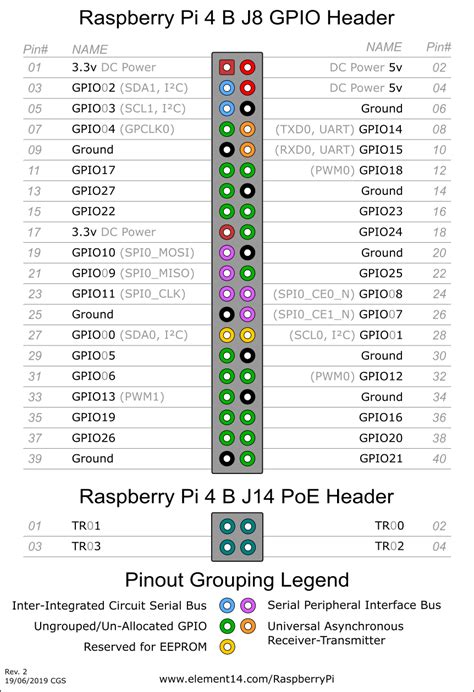 Raspberry Pi 4 B J8 GPIO Header
Pin# NAME NAME Pin#
01 3.3v DC Power DC Power 5v 02
03 GPIO02 (SDA1, I²C) DC Power 5v 04
05 GPIO03 (SCL1, I²C) Ground 06
07 GPIO04 (GPCLK0) (TXD0, UART) GPIO14 08
09 Ground (RXD0, UART) GPIO15 10
11 GPIO17 (PWM0) GPIO18 12
13 GPIO27 Ground 14
15 GPIO22 GPIO23 16
17 3.3v DC Power GPIO24 18
19 GPIO10 (SPI0_MOSI) Ground 20
21 GPIO09 (SPI0_MISO) GPIO25 22
23 GPIO11 (SPI0_CLK) (SPI0_CE0_N) GPIO08 24
25 Ground (SPI0_CE1_N) GPIO07 26
27 GPIO00 (SDA0, I²C) (SCL0, I²C) GPIO01 28
29 GPIO05 Ground 30
31 GPIO06 (PWM0) GPIO12 32
33 GPIO13 (PWM1) Ground 34
35 GPIO19 GPIO16 36
37 GPIO26 GPIO20 38
39 Ground GPIO21 40
Raspberry Pi 4 B J14 PoE Header
01 TR01 TR00 02
03 TR03 TR02 04
Pinout Grouping Legend
Inter-Integrated Circuit Serial Bus Serial Peripheral Interface Bus
Ungrouped/Un-Allocated GPIO Universal Asynchronous
Receiver-Transmitter
Reserved for EEPROM
Rev. 2
19/06/2019 CGS
www.element14.com/RaspberryPi